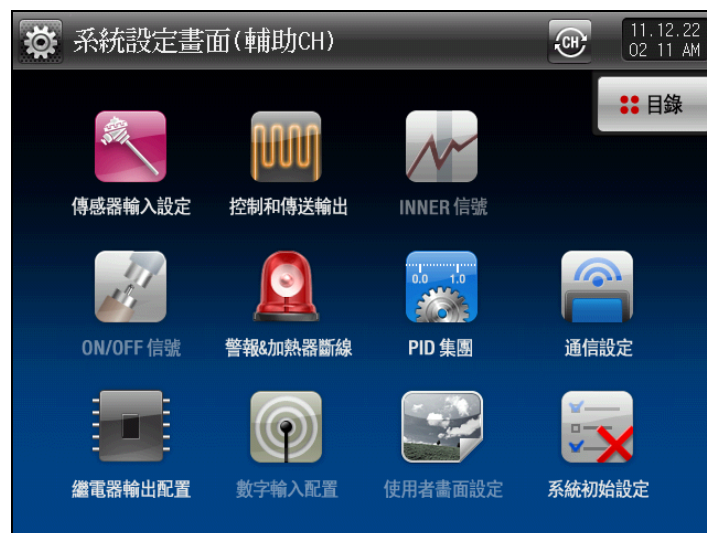 系統設定畫面(輔助CH)
CH
11.12.22
02 11 AM
目錄
傳感器輸入設定
控制和傳送輸出
INNER 信號
0.0 1.0
ON/OFF 信號
警報&加熱器斷線
PID 集團
通信設定
繼電器輸出配置
數字輸入配置
使用者畫面設定
系統初始設定